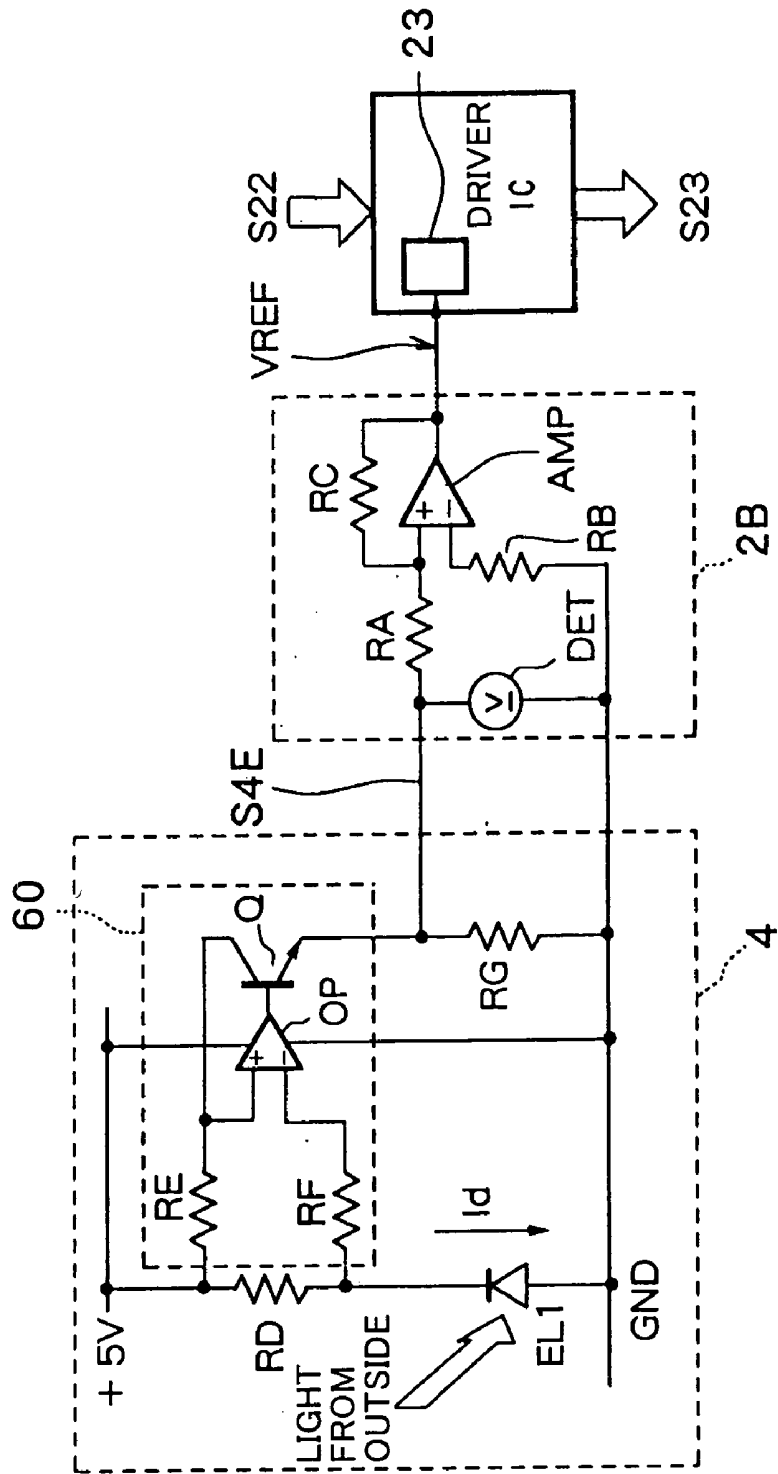 60
+5V
RE
RD
RF
Q
OP
+
−
LIGHT
FROM
OUTSIDE
Id
EL1
GND
RG
4
S4E
RA
RC
+
−
AMP
RB
DET
V
2B
VREF
S22
23
DRIVER
IC
S23